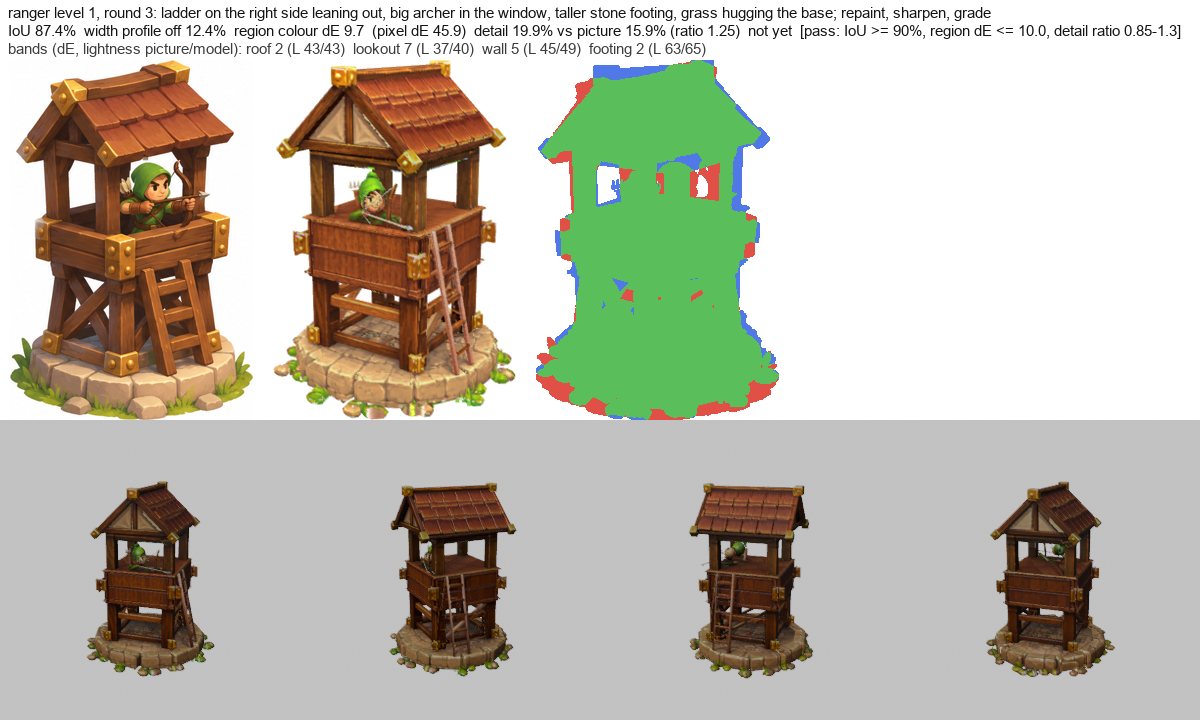 ranger level 1, round 3: ladder on the right side leaning out, big archer in the window, taller stone footing, grass hugging the base; repaint, sharpen, grade
IoU 87.4%  width profile off 12.4%  region colour dE 9.7  (pixel dE 45.9)  detail 19.9% vs picture 15.9% (ratio 1.25)  not yet  [pass: IoU >= 90%, region dE <= 10.0, detail ratio 0.85-1.3]
bands (dE, lightness picture/model): roof 2 (L 43/43)  lookout 7 (L 37/40)  wall 5 (L 45/49)  footing 2 (L 63/65)